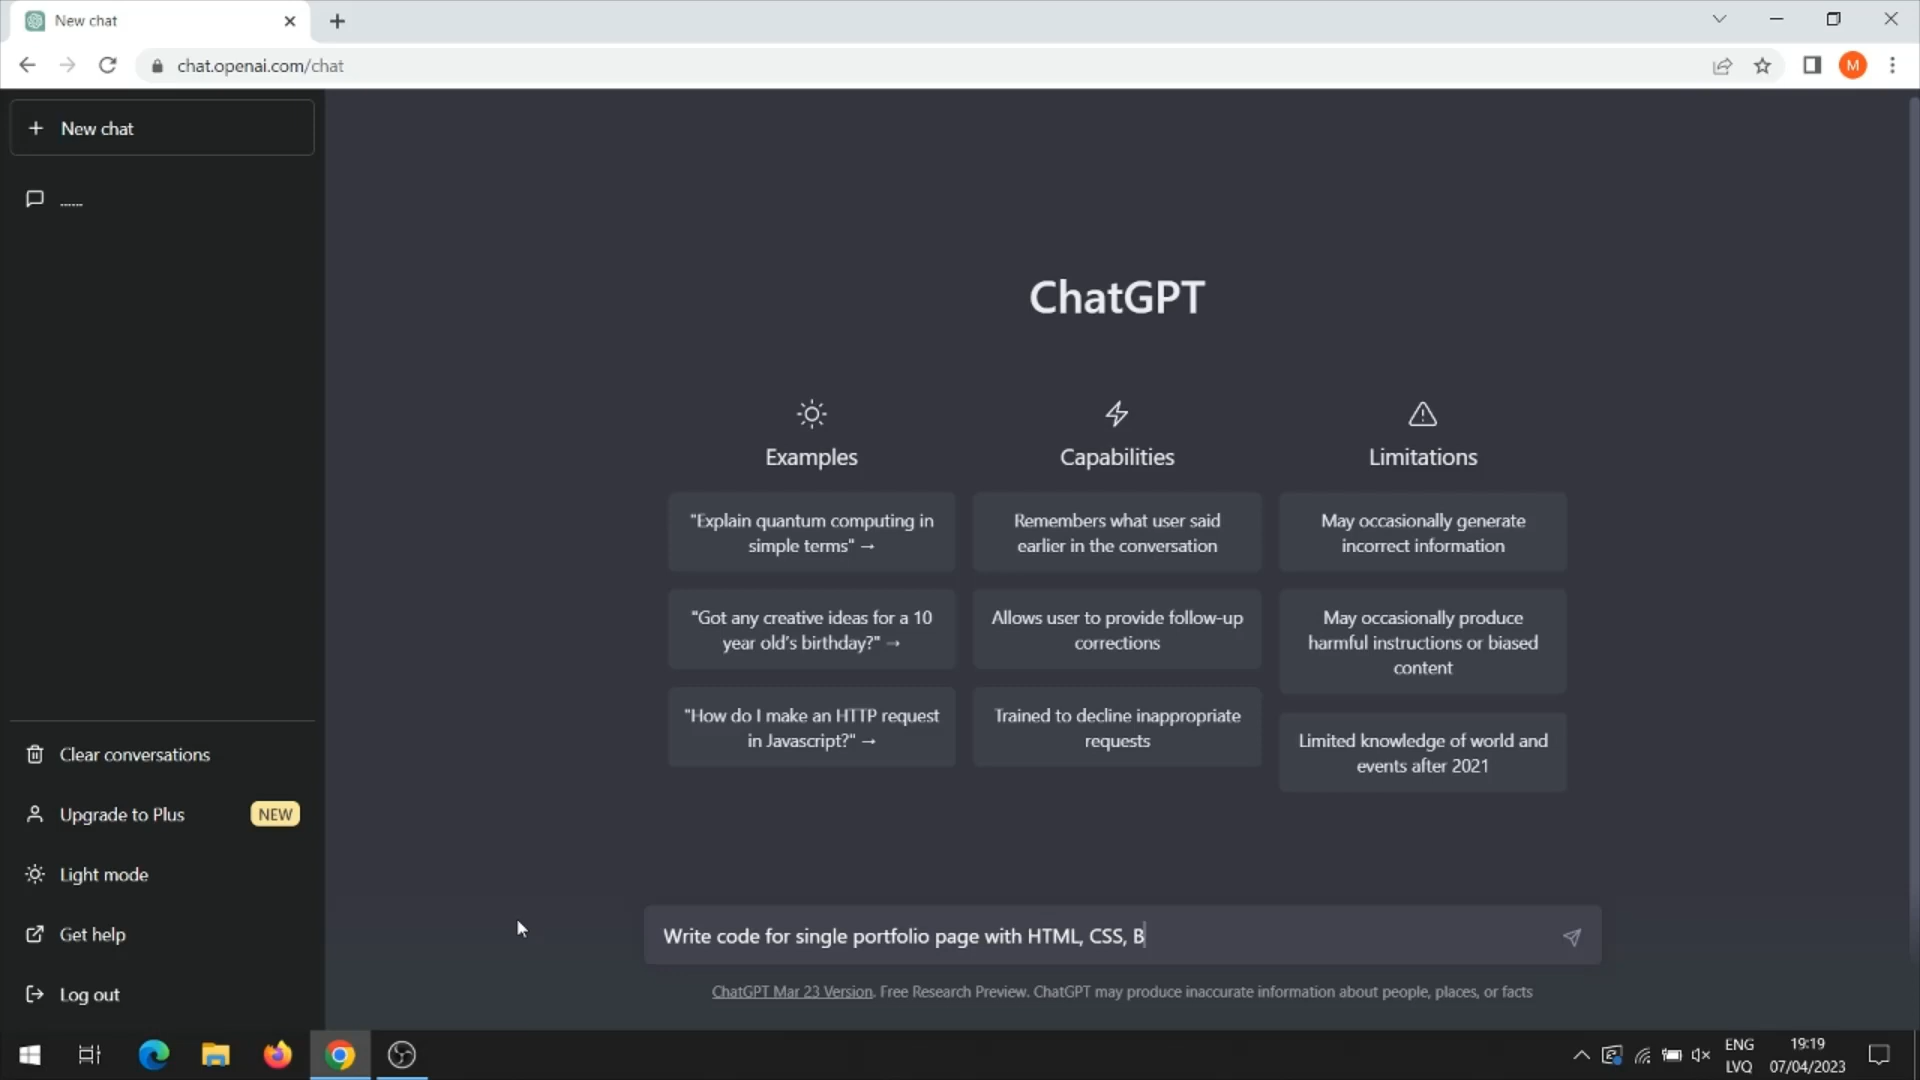 New chat
chat.openai.com/chat
M
New chat
......
ChatGPT
Examples
Capabilities
Limitations
"Explain quantum computing in
simple terms" →
Remembers what user said
earlier in the conversation
May occasionally generate
incorrect information
"Got any creative ideas for a 10
year old's birthday?" →
Allows user to provide follow-up
corrections
May occasionally produce
harmful instructions or biased
content
"How do I make an HTTP request
in Javascript?" →
Trained to decline inappropriate
requests
Limited knowledge of world and
events after 2021
Clear conversations
Upgrade to Plus
NEW
Light mode
Get help
Log out
Write code for single portfolio page with HTML, CSS, B
ChatGPT Mar 23 Version. Free Research Preview. ChatGPT may produce inaccurate information about people, places, or facts
ENG
LVQ
19:19
07/04/2023